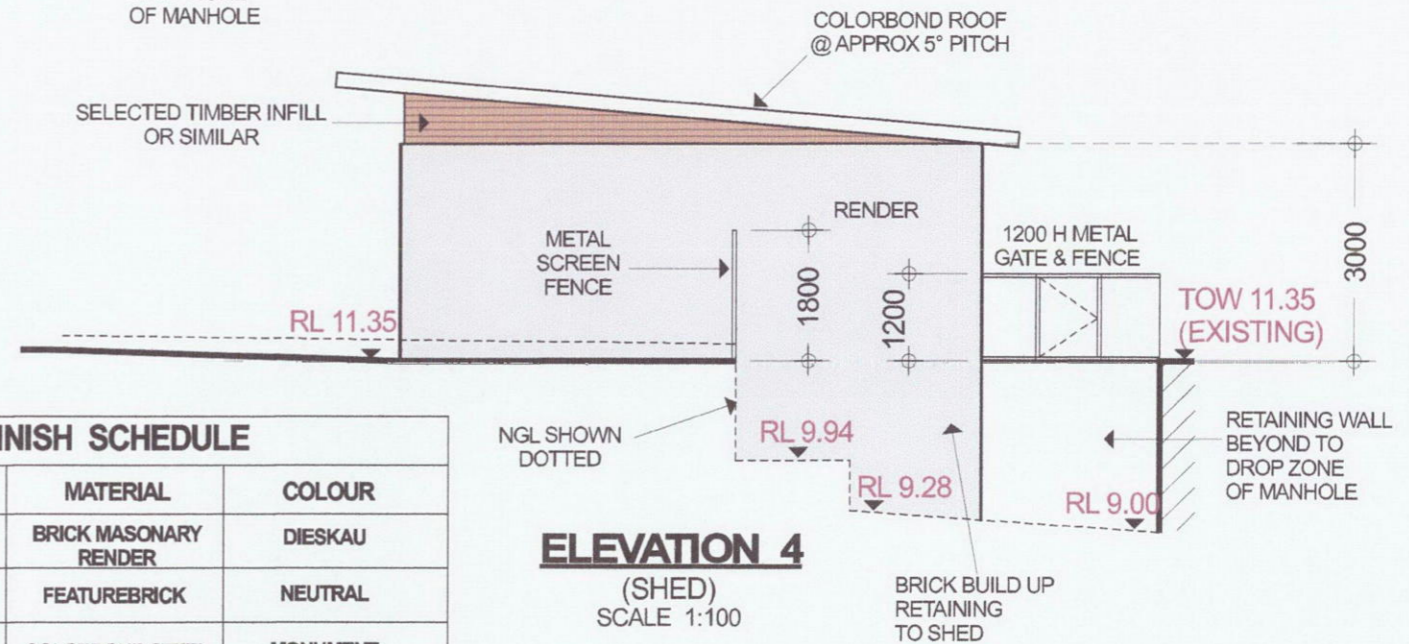 OF MANHOLE
COLORBOND ROOF
@ APPROX 5° PITCH
SELECTED TIMBER INFILL
OR SIMILAR
RENDER
METAL
SCREEN
FENCE
1800
1200
1200 H METAL
GATE & FENCE
3000
RL 11.35
TOW 11.35
(EXISTING)
NGL SHOWN
DOTTED
RL 9.94
RL 9.28
RL 9.00
RETAINING WALL
BEYOND TO
DROP ZONE
OF MANHOLE
BRICK BUILD UP
RETAINING
TO SHED
ELEVATION 4
(SHED)
SCALE 1:100
INISH SCHEDULE
MATERIAL COLOUR
BRICK MASONARY
RENDER
DIESKAU
FEATUREBRICK NEUTRAL